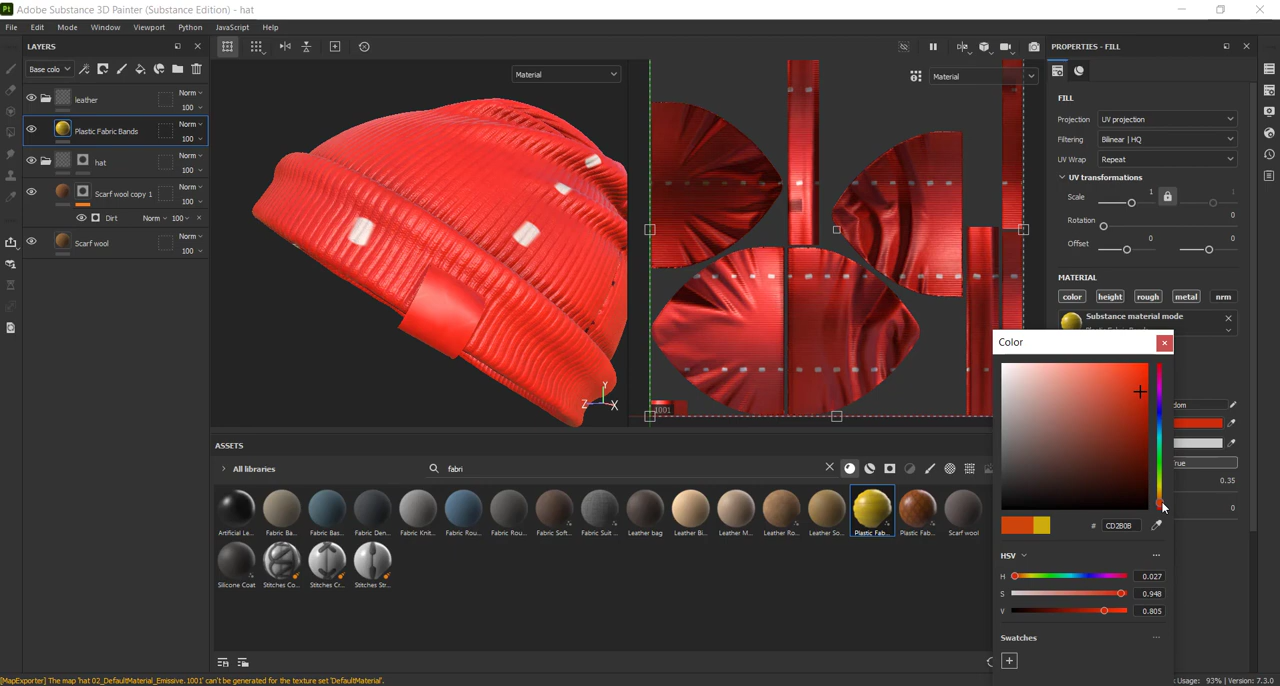 Pt Adobe Substance 3D Painter (Substance Edition) - hat
File Edit Mode Window Viewport Python JavaScript Help
LAYERS
Base colo
leather Norm 100
Plastic Fabric Bands Norm 100
hat Norm 100
Scarf wool copy 1 Norm 100
Dirt Norm 100
Scarf wool Norm 100
Material
Y
Z X
Material
1001
PROPERTIES - FILL
FILL
Projection UV projection
Filtering Bilinear | HQ
UV Wrap Repeat
UV transformations
Scale 1 1
Rotation 0
Offset 0 0
MATERIAL
color height rough metal nrm
Substance material mode
dom
rue
0.35
0
Color
# CD2B0B
HSV
H 0.027
S 0.948
V 0.805
Swatches
ASSETS
All libraries
fabri
Artificial Le... Fabric Ba... Fabric Bas... Fabric Den... Fabric Knit... Fabric Rou... Fabric Rou... Fabric Soft... Fabric Suit ... Leather bag Leather Bi... Leather M... Leather Ro... Leather So... Plastic Fab... Plastic Fab... Scarf wool
Silicone Coat Stitches Co... Stitches Cr... Stitches Str...
[MapExporter] The map 'hat 02_DefaultMaterial_Emissive.1001' can't be generated for the texture set 'DefaultMaterial'.
Usage: 93% | Version: 7.3.0